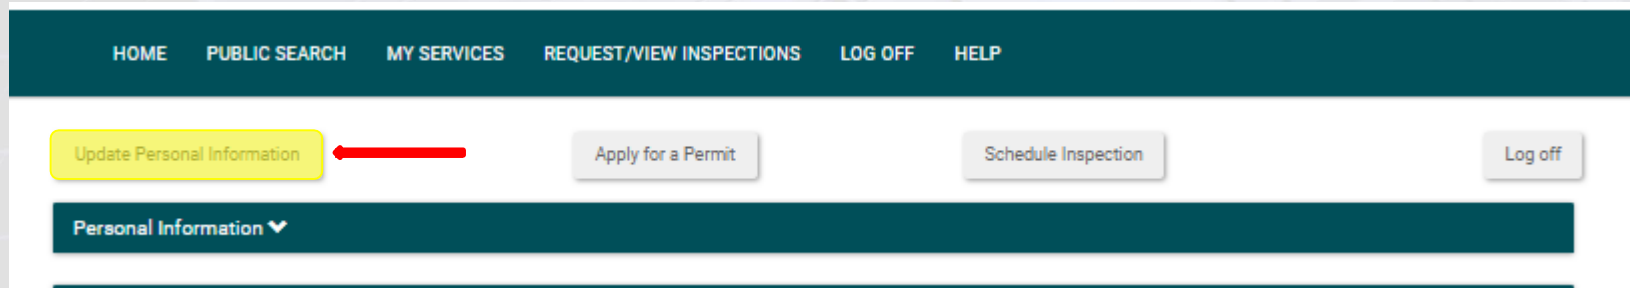 HOME PUBLIC SEARCH MY SERVICES REQUEST/VIEW INSPECTIONS LOG OFF HELP
Update Personal Information Apply for a Permit Schedule Inspection Log off
Personal Information